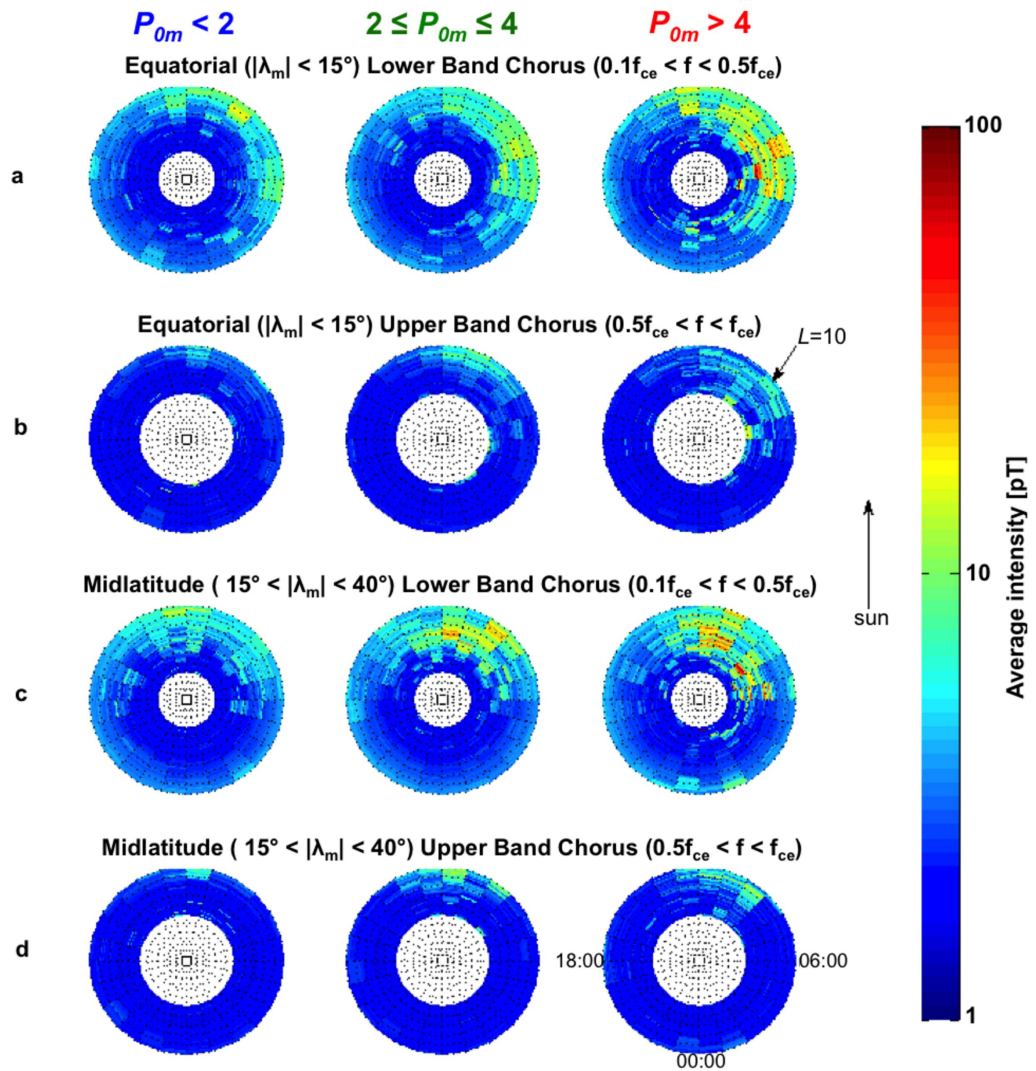 P0m < 2 2 ≤ P0m ≤ 4 P0m > 4
Equatorial (|λm| < 15°) Lower Band Chorus (0.1fce < f < 0.5fce)
100
a
Equatorial (|λm| < 15°) Upper Band Chorus (0.5fce < f < fce)
L=10
b
Average intensity [pT]
10
Midlatitude ( 15° < |λm| < 40°) Lower Band Chorus (0.1fce < f < 0.5fce)
sun
c
Midlatitude ( 15° < |λm| < 40°) Upper Band Chorus (0.5fce < f < fce)
d
18:00 06:00
1
00:00